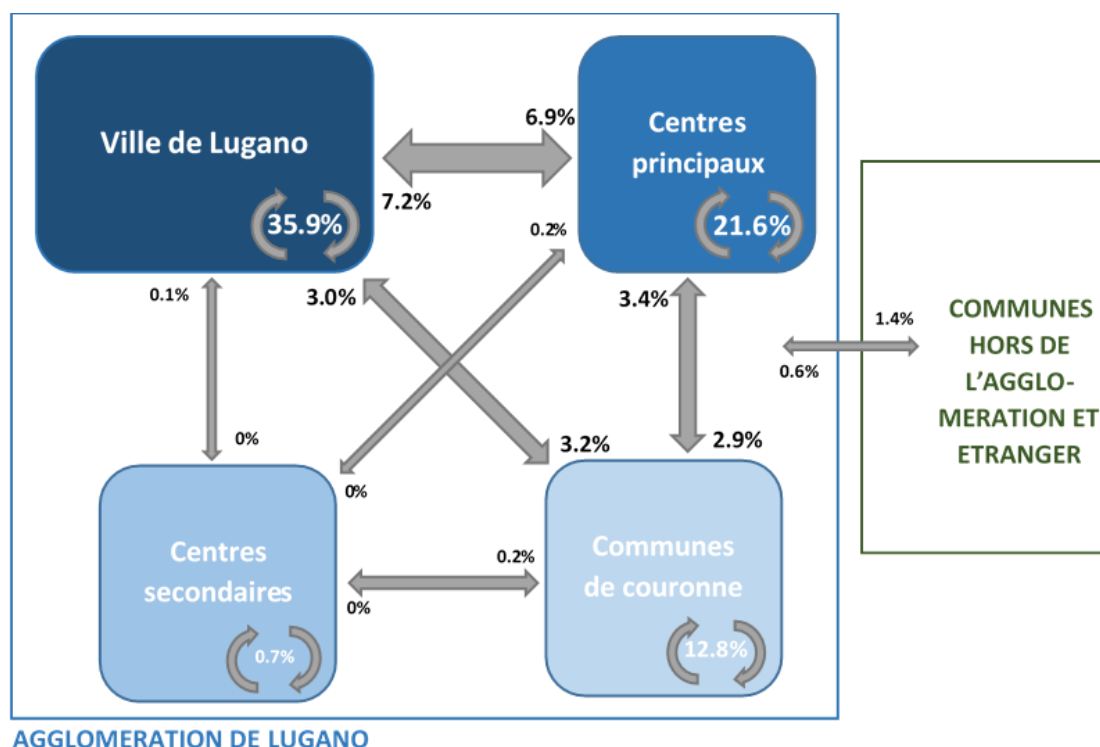 Ville de Lugano
35.9%
6.9%
7.2%
Centres
principaux
21.6%
0.2%
0.1%
3.0%
3.4%
1.4%
0.6%
COMMUNES
HORS DE
L'AGGLO-
MERATION ET
ETRANGER
0%
3.2%
2.9%
0%
Centres
secondaires
0.7%
0.2%
0%
Communes
de couronne
12.8%
AGGLOMERATION DE LUGANO